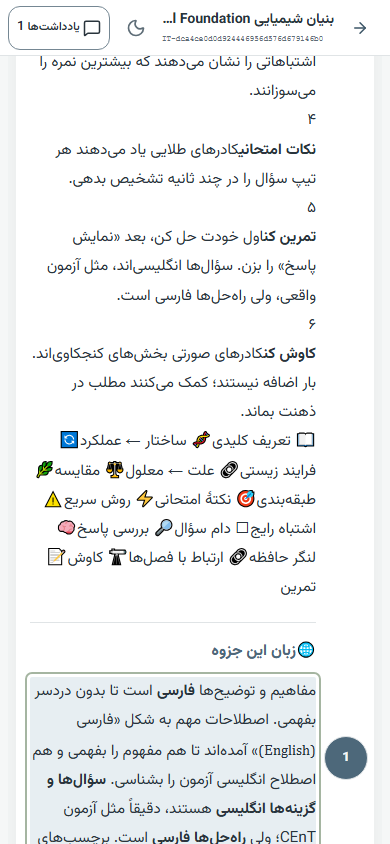 بنیان شیمیایی Foundation ا...
IT-dca4ce0d0d924446956d376d679146b0
یادداشت‌ها 1
اشتباهاتی را نشان می‌دهند که بیشترین نمره را
می‌سوزانند.
۴
نکات امتحانیکادرهای طلایی یاد می‌دهند هر
تیپ سؤال را در چند ثانیه تشخیص بدهی.
۵
تمرین کناول خودت حل کن، بعد «نمایش
پاسخ» را بزن. سؤال‌ها انگلیسی‌اند، مثل آزمون
واقعی، ولی راه‌حل‌ها فارسی است.
۶
کاوش کنکادرهای صورتی بخش‌های کنجکاوی‌اند.
بار اضافه نیستند؛ کمک می‌کنند مطلب در
ذهنت بماند.
📖 تعریف کلیدی🧬 ساختار ← عملکرد🔄
فرایند زیستی🔗 علت ← معلول⚖️ مقایسه🌿
طبقه‌بندی🎯 نکتهٔ امتحانی⚡ روش سریع⚠️
اشتباه رایج☐ دام سؤال🔎 بررسی پاسخ🧠
لنگر حافظه🔗 ارتباط با فصل‌ها🔭 کاوش📝
تمرین
🌐زبان این جزوه
مفاهیم و توضیح‌ها فارسی است تا بدون دردسر
بفهمی. اصطلاحات مهم به شکل «فارسی
(English)» آمده‌اند تا هم مفهوم را بفهمی و هم
اصطلاح انگلیسی آزمون را بشناسی. سؤال‌ها و
گزینه‌ها انگلیسی هستند، دقیقاً مثل آزمون
CEnT؛ ولی راه‌حل‌ها فارسی است. برچسب‌های
1